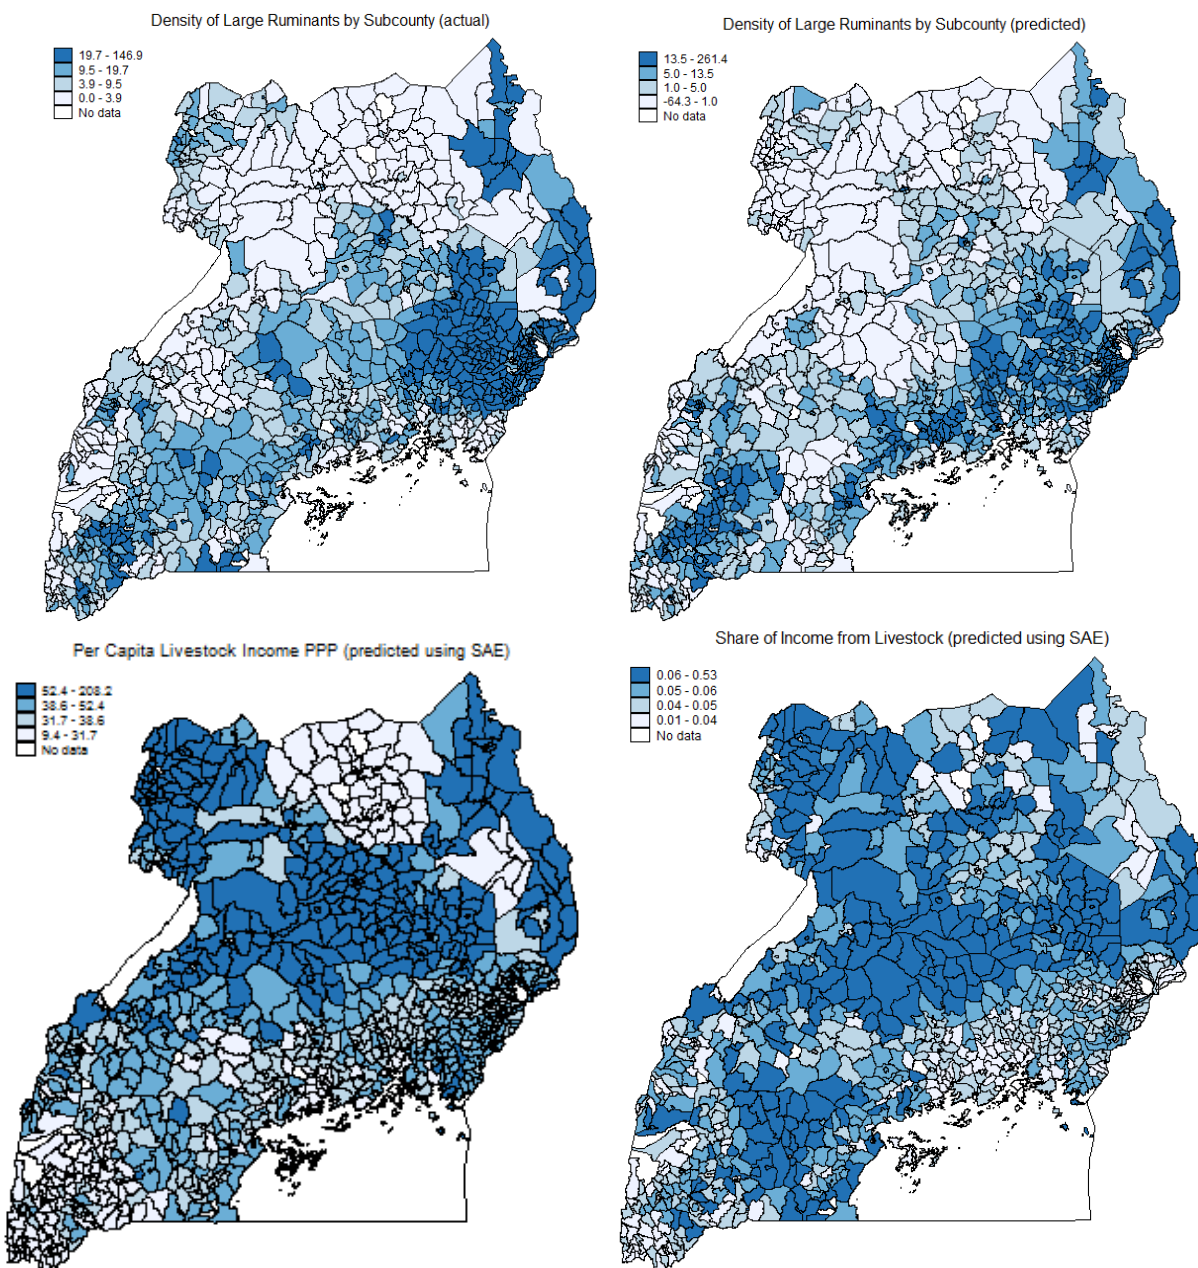 Density of Large Ruminants by Subcounty (actual)
19.7 - 146.9
9.5 - 19.7
3.9 - 9.5
0.0 - 3.9
No data
Density of Large Ruminants by Subcounty (predicted)
13.5 - 261.4
5.0 - 13.5
1.0 - 5.0
-64.3 - 1.0
No data
Per Capita Livestock Income PPP (predicted using SAE)
52.4 - 208.2
38.6 - 52.4
31.7 - 38.6
9.4 - 31.7
No data
Share of Income from Livestock (predicted using SAE)
0.06 - 0.53
0.05 - 0.06
0.04 - 0.05
0.01 - 0.04
No data